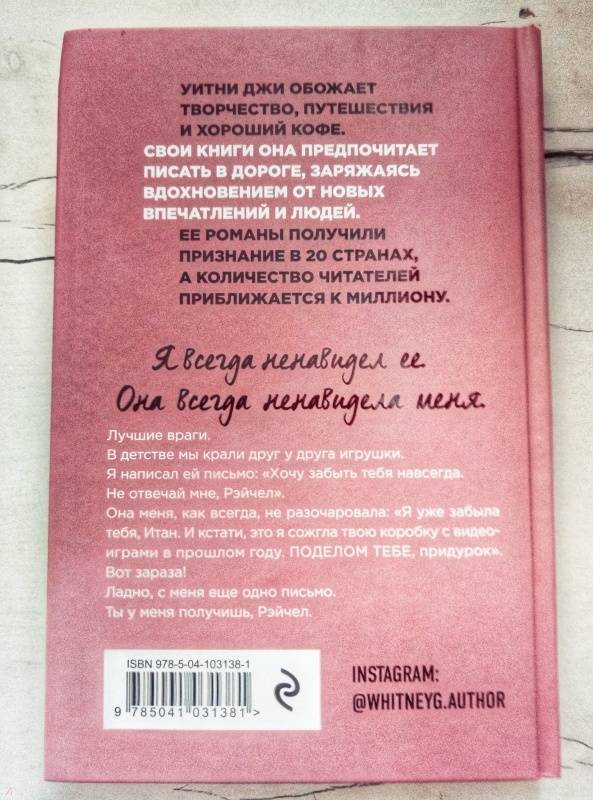 УИТНИ ДЖИ ОБОЖАЕТ
ТВОРЧЕСТВО, ПУТЕШЕСТВИЯ
И ХОРОШИЙ КОФЕ.
СВОИ КНИГИ ОНА ПРЕДПОЧИТАЕТ
ПИСАТЬ В ДОРОГЕ, ЗАРЯЖАЯСЬ
ВДОХНОВЕНИЕМ ОТ НОВЫХ
ВПЕЧАТЛЕНИЙ И ЛЮДЕЙ.
ЕЕ РОМАНЫ ПОЛУЧИЛИ
ПРИЗНАНИЕ В 20 СТРАНАХ,
А КОЛИЧЕСТВО ЧИТАТЕЛЕЙ
ПРИБЛИЖАЕТСЯ К МИЛЛИОНУ.
Я всегда ненавидел ее.
Она всегда ненавидела меня.
Лучшие враги.
В детстве мы крали друг у друга игрушки.
Я написал ей письмо: «Хочу забыть тебя навсегда.
Не отвечай мне, Рэйчел».
Она меня, как всегда, не разочаровала: «Я уже забыла
тебя, Итан. И кстати, это я сожгла твою коробку с видео-
играми в прошлом году. ПОДЕЛОМ ТЕБЕ, придурок».
Вот зараза!
Ладно, с меня еще одно письмо.
Ты у меня получишь, Рэйчел.
ISBN 978-5-04-103138-1
9 785041 031381 >
INSTAGRAM:
@WHITNEYG.AUTHOR